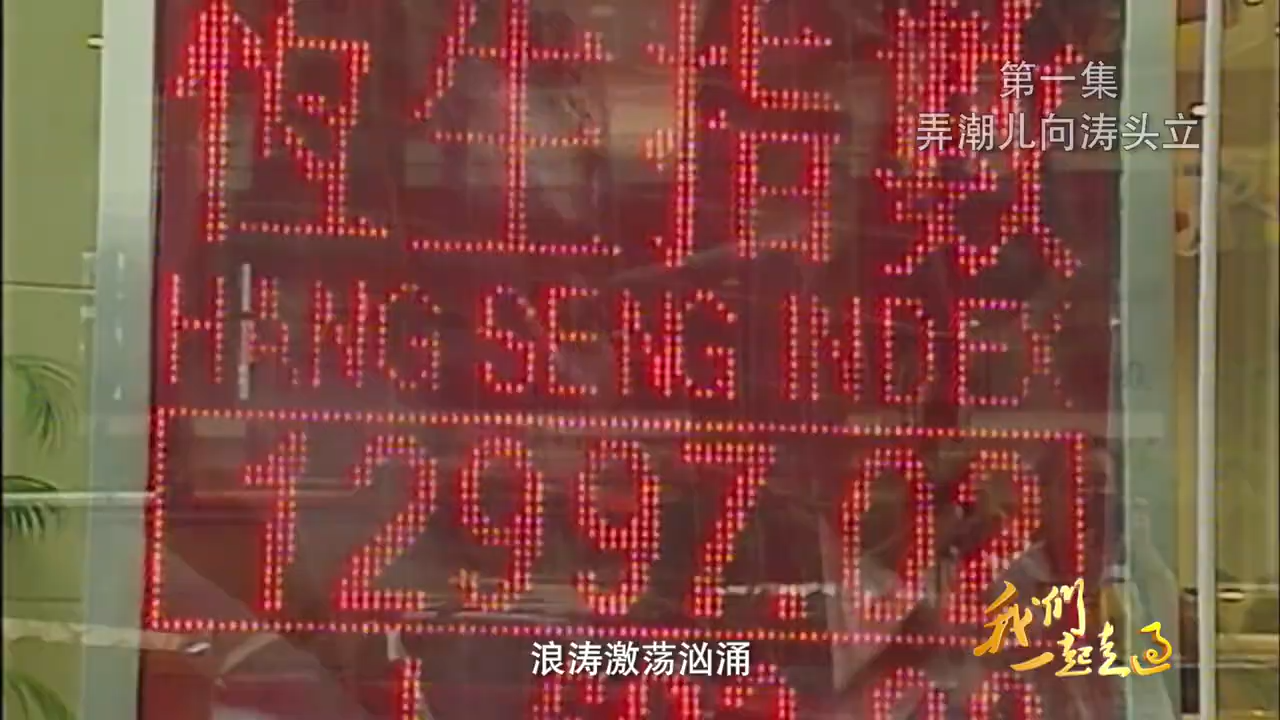 恒生指数
第一集
弄潮儿向涛头立
HANG SENG INDEX
12997.02
我们
一起走过
浪涛激荡汹涌